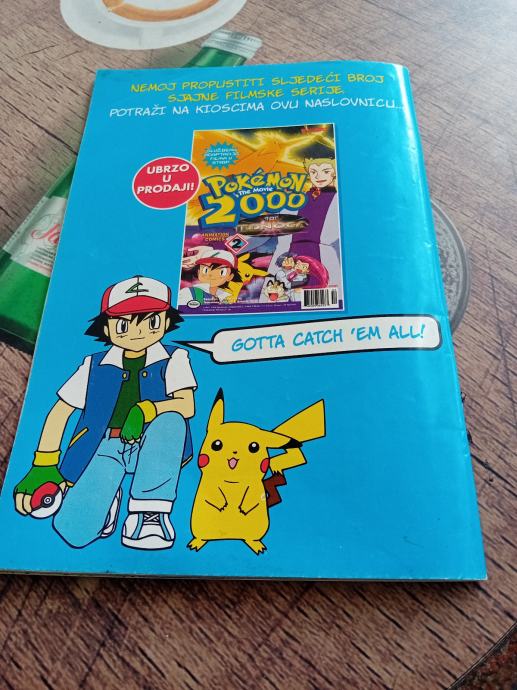 NEMOJ PROPUSTITI SLJEDEĆI BROJ
SJAJNE FILMSKE SERIJE.
POTRAŽI NA KIOSCIMA OVU NASLOVNICU...
UBRZO
U
PRODAJI!
POKéMON
The Movie
2000
ANIMATION
COMICS
2
GOTTA CATCH 'EM ALL!